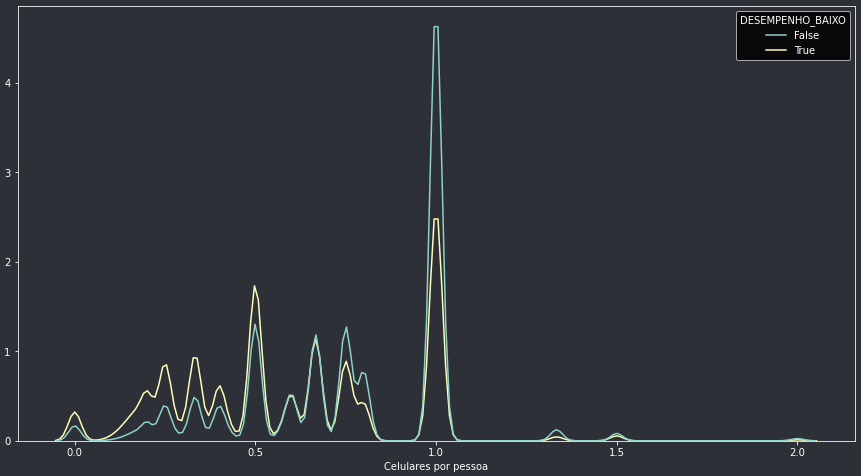 DESEMPENHO_BAIXO
False
True
4
3
2
1
0
0.0 0.5 1.0 1.5 2.0
Celulares por pessoa